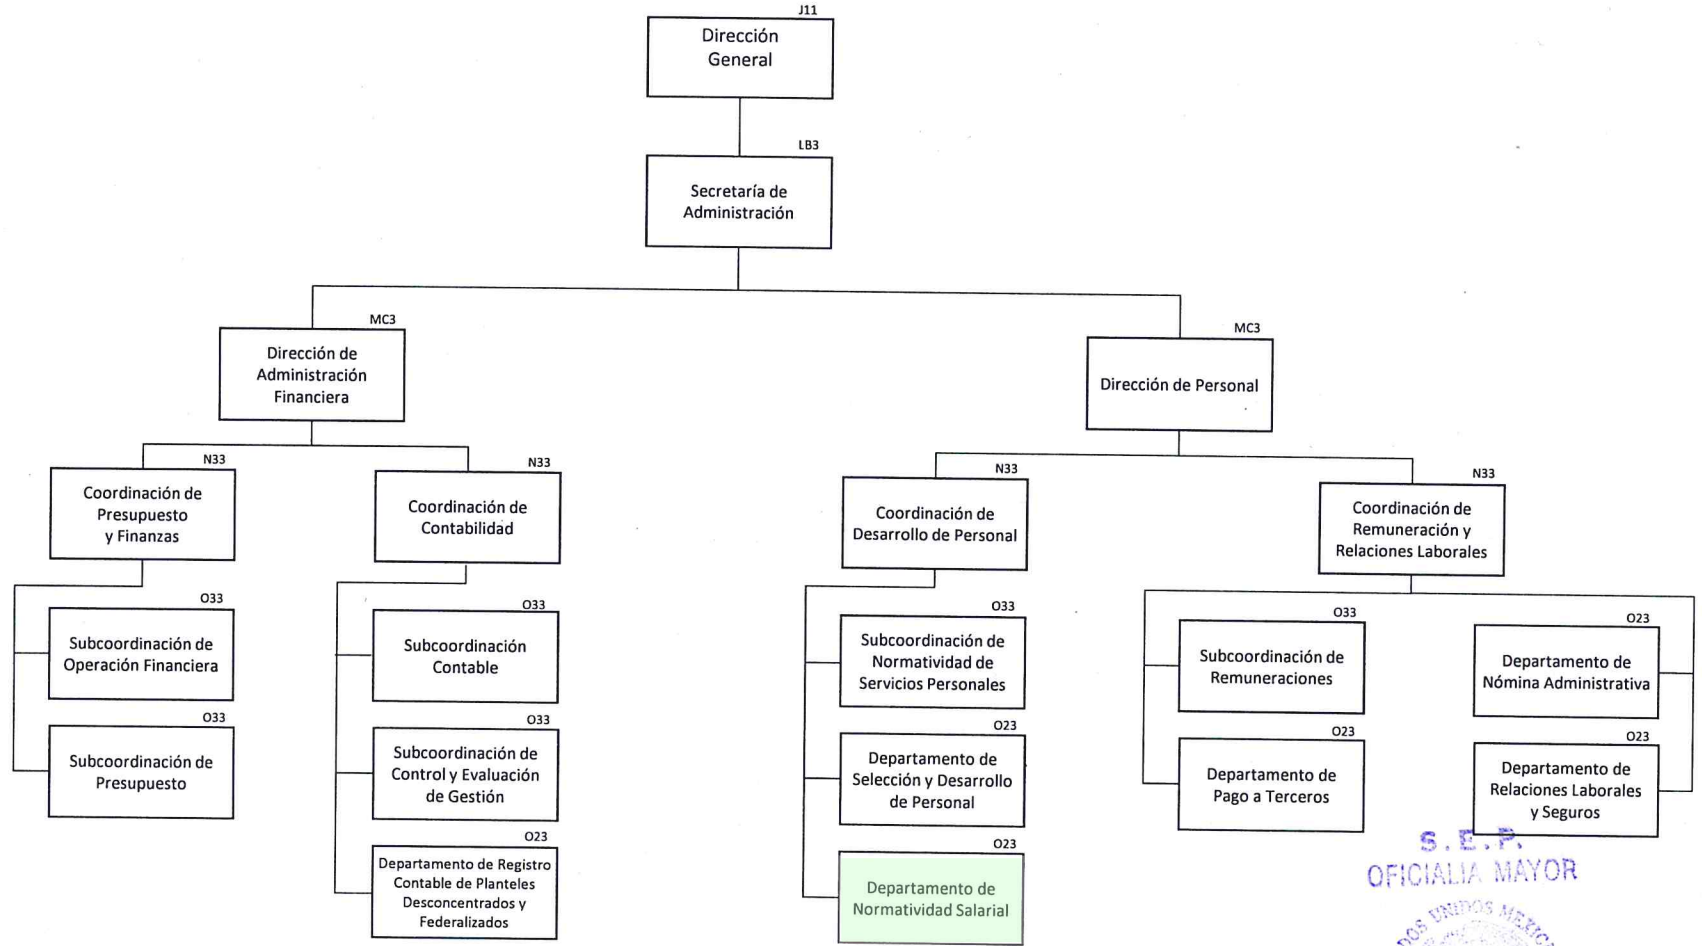 J11
Dirección
General
LB3
Secretaría de
Administración
MC3
Dirección de
Administración
Financiera
MC3
Dirección de Personal
N33
Coordinación de
Presupuesto
y Finanzas
N33
Coordinación de
Contabilidad
N33
Coordinación de
Desarrollo de Personal
N33
Coordinación de
Remuneración y
Relaciones Laborales
O33
Subcoordinación de
Operación Financiera
O33
Subcoordinación de
Presupuesto
O33
Subcoordinación
Contable
O33
Subcoordinación de
Control y Evaluación
de Gestión
O23
Departamento de Registro
Contable de Planteles
Desconcentrados y
Federalizados
O33
Subcoordinación de
Normatividad de
Servicios Personales
O23
Departamento de
Selección y Desarrollo
de Personal
O23
Departamento de
Normatividad Salarial
O33
Subcoordinación de
Remuneraciones
O23
Departamento de
Pago a Terceros
O23
Departamento de
Nómina Administrativa
O23
Departamento de
Relaciones Laborales
y Seguros
S.E.P.
OFICIALIA MAYOR
UNIDOS